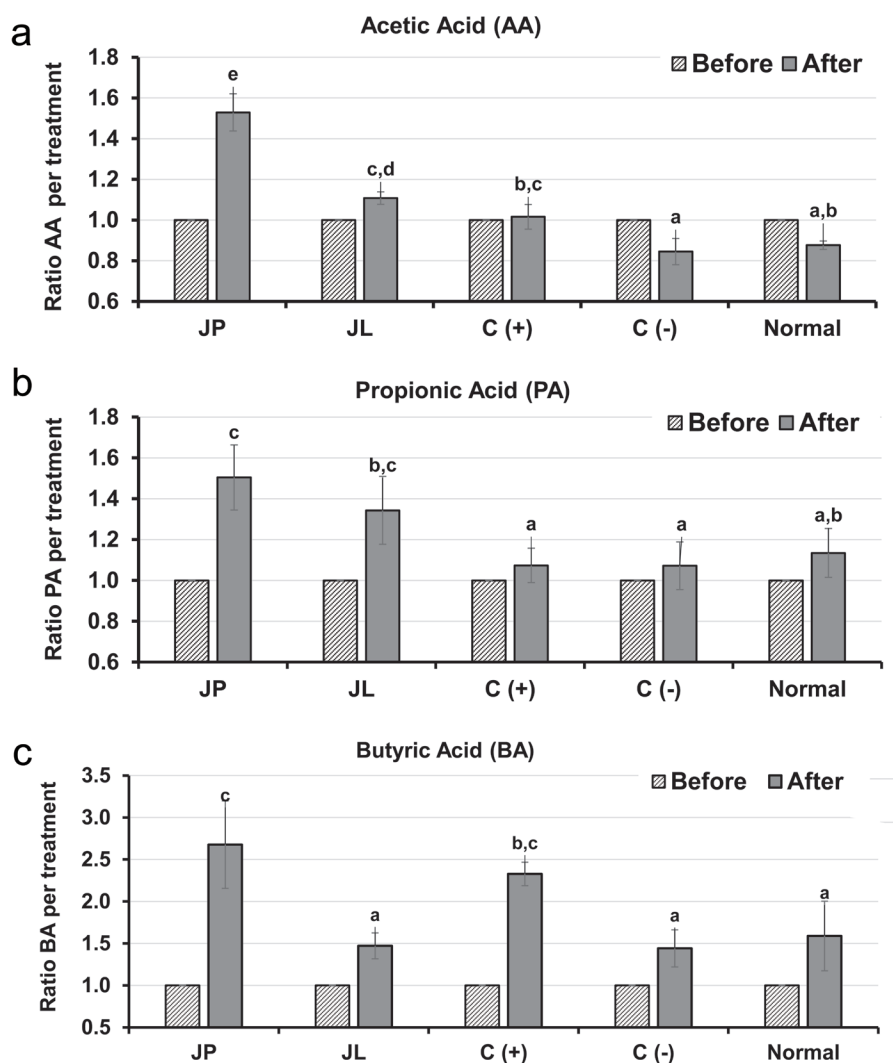 a
Acetic Acid (AA)
Before After
Ratio AA per treatment
1.8
1.6
1.4
1.2
1.0
0.8
0.6
e
c,d
b,c
a
a,b
JP JL C (+) C (-) Normal
b
Propionic Acid (PA)
Before After
Ratio PA per treatment
1.8
1.6
1.4
1.2
1.0
0.8
0.6
c
b,c
a
a
a,b
JP JL C (+) C (-) Normal
c
Butyric Acid (BA)
Before After
Ratio BA per treatment
3.5
3.0
2.5
2.0
1.5
1.0
0.5
c
a
b,c
a
a
JP JL C (+) C (-) Normal